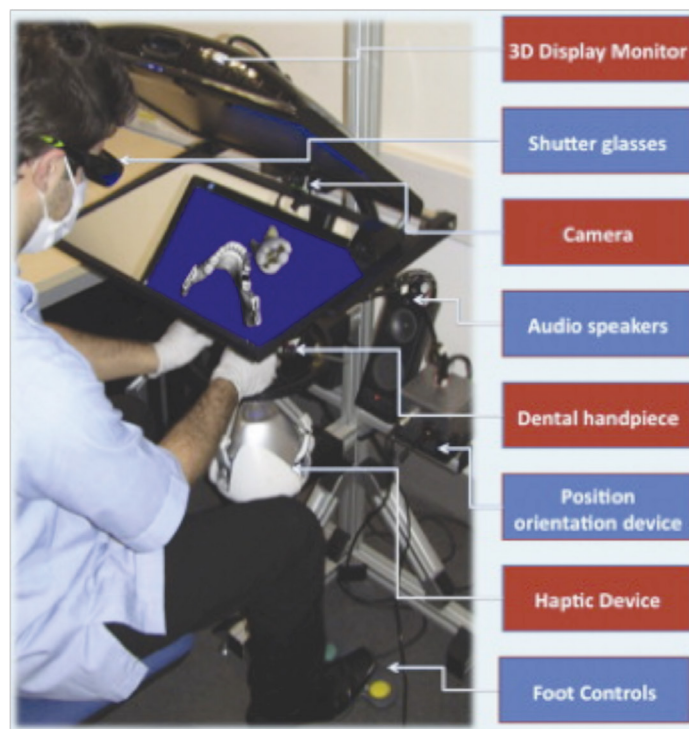 3D Display Monitor
Shutter glasses
Camera
Audio speakers
Dental handpiece
Position
orientation device
Haptic Device
Foot Controls